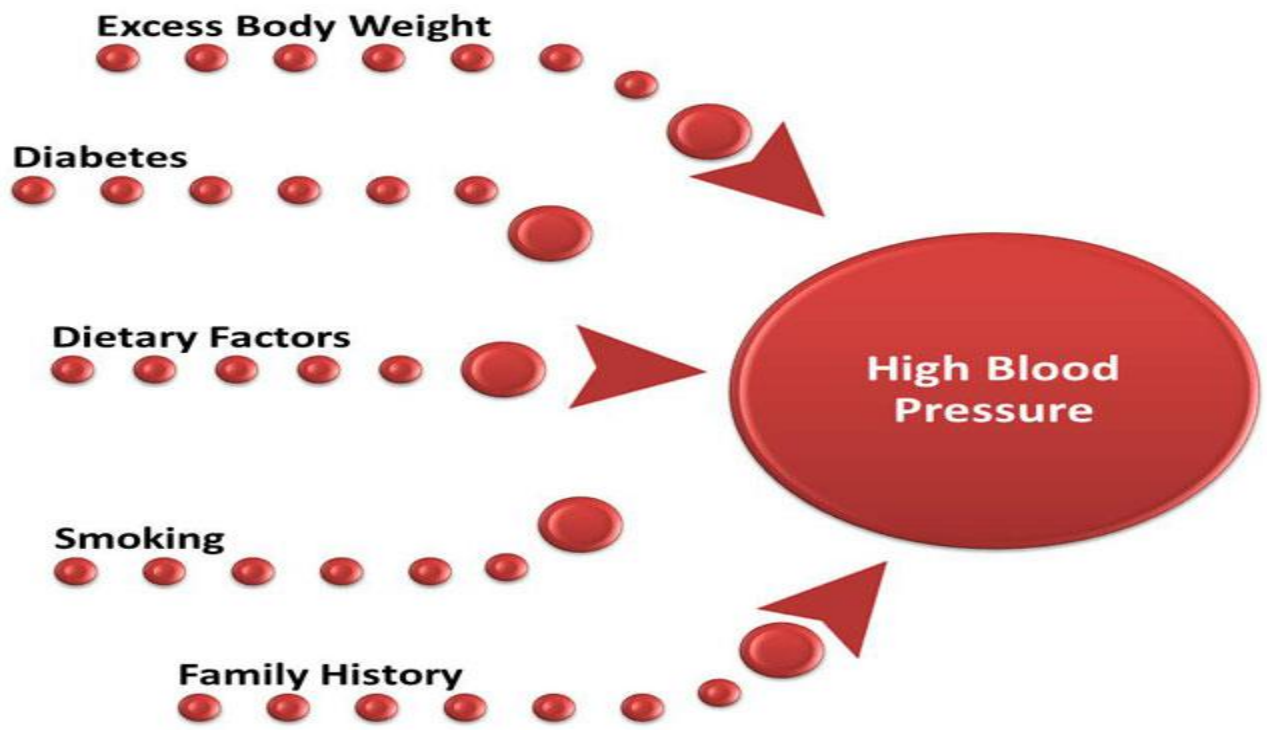 Excess Body Weight
Diabetes
Dietary Factors
High Blood
Pressure
Smoking
Family History